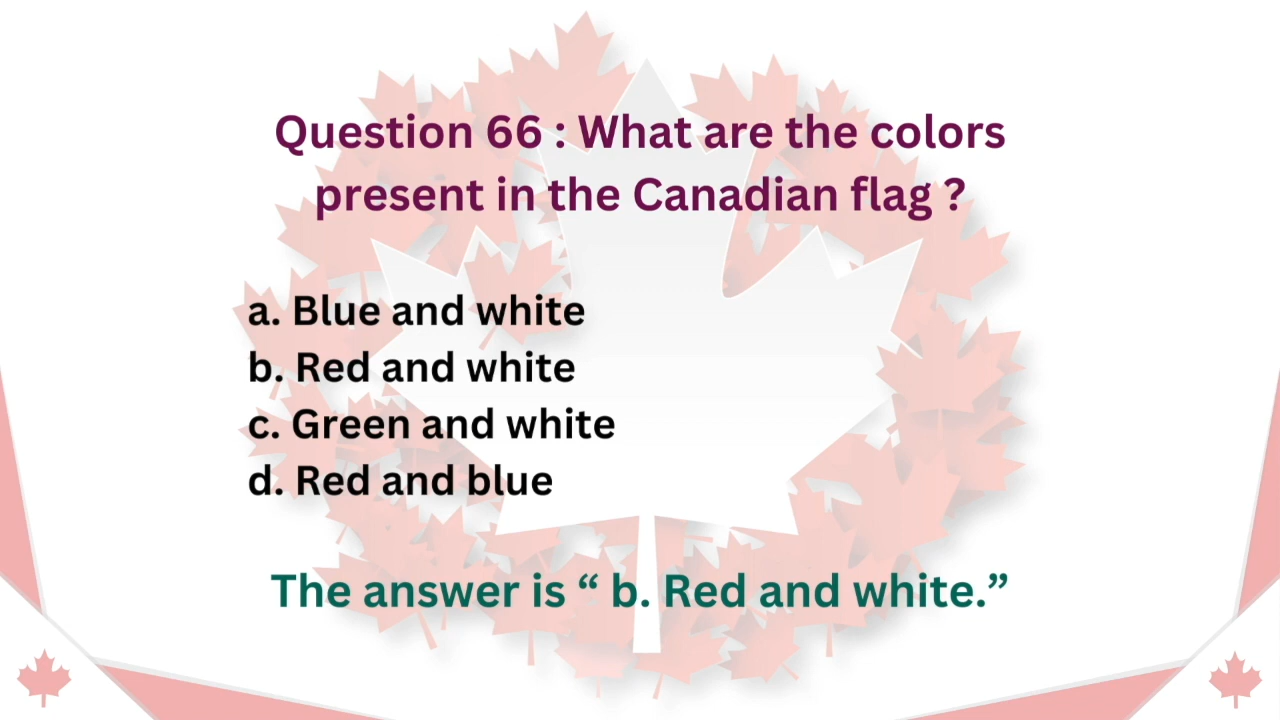 Question 66 : What are the colors
present in the Canadian flag ?
a. Blue and white
b. Red and white
c. Green and white
d. Red and blue
The answer is “ b. Red and white.”